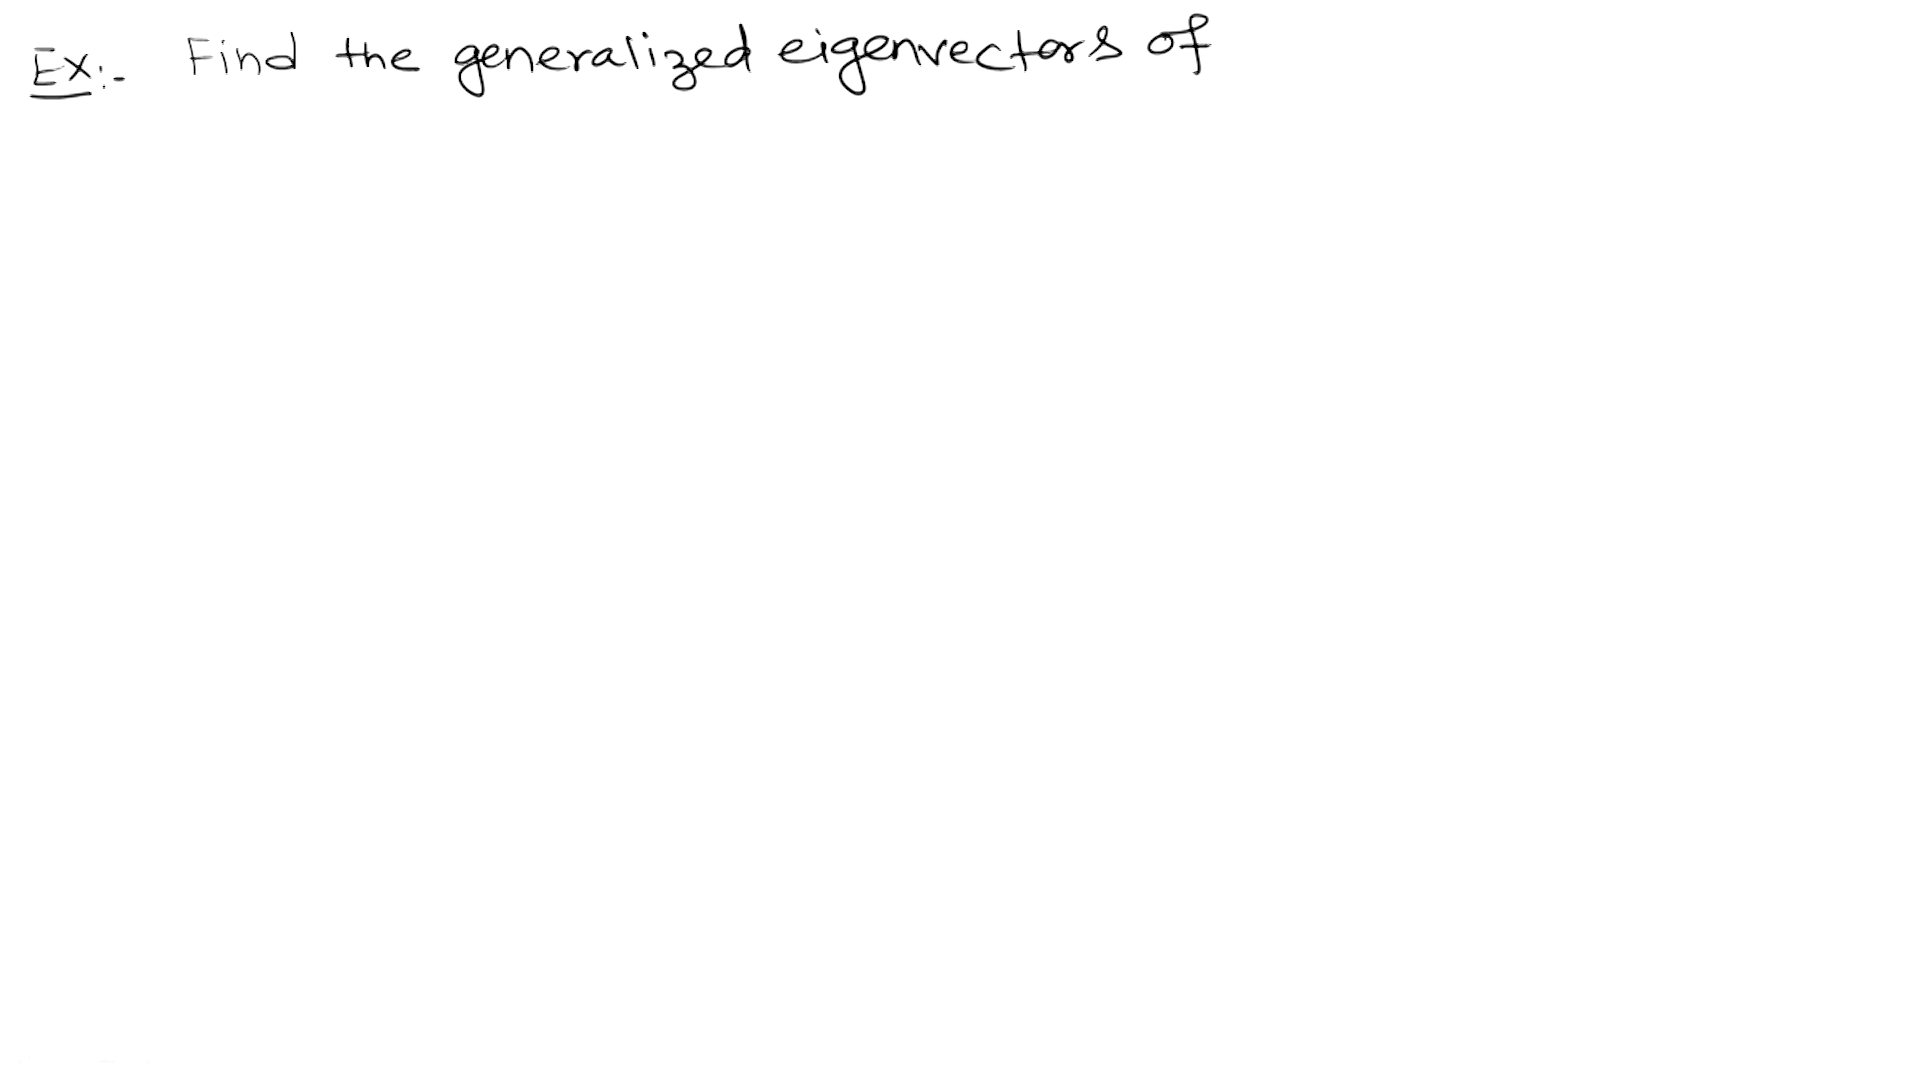 Ex:- Find the generalized eigenvectors of